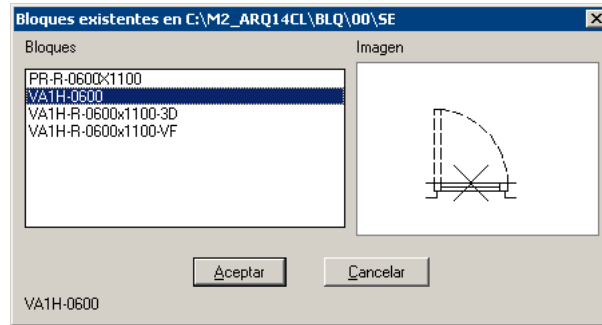 Bloques existentes en C:\M2_ARQ14CL\BLQ\00\SE
Bloques
Imagen
PR-R-0600X1100
VA1H-0600
VA1H-R-0600x1100-3D
VA1H-R-0600x1100-VF
Aceptar
Cancelar
VA1H-0600